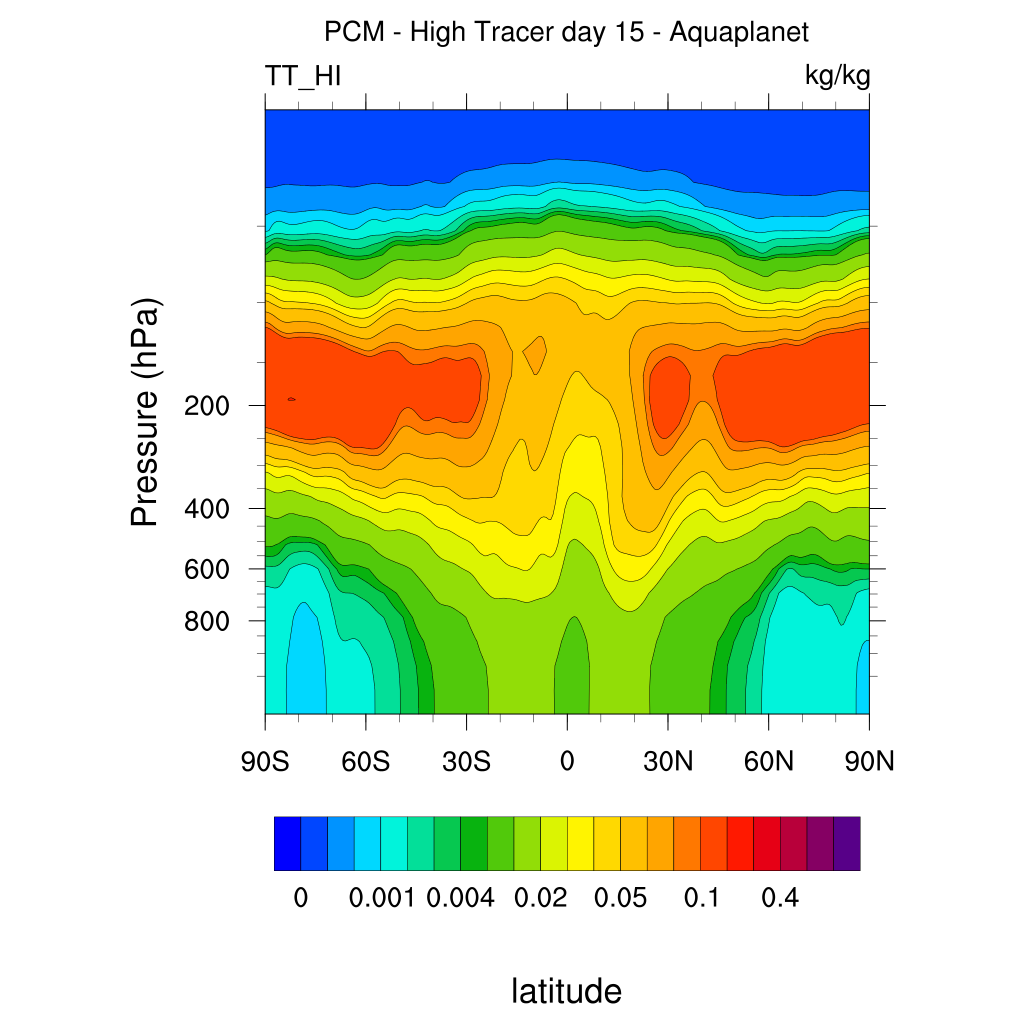 PCM - High Tracer day 15 - Aquaplanet
TT_HI kg/kg
Pressure (hPa)
200
400
600
800
90S 60S 30S 0 30N 60N 90N
0 0.001 0.004 0.02 0.05 0.1 0.4
latitude